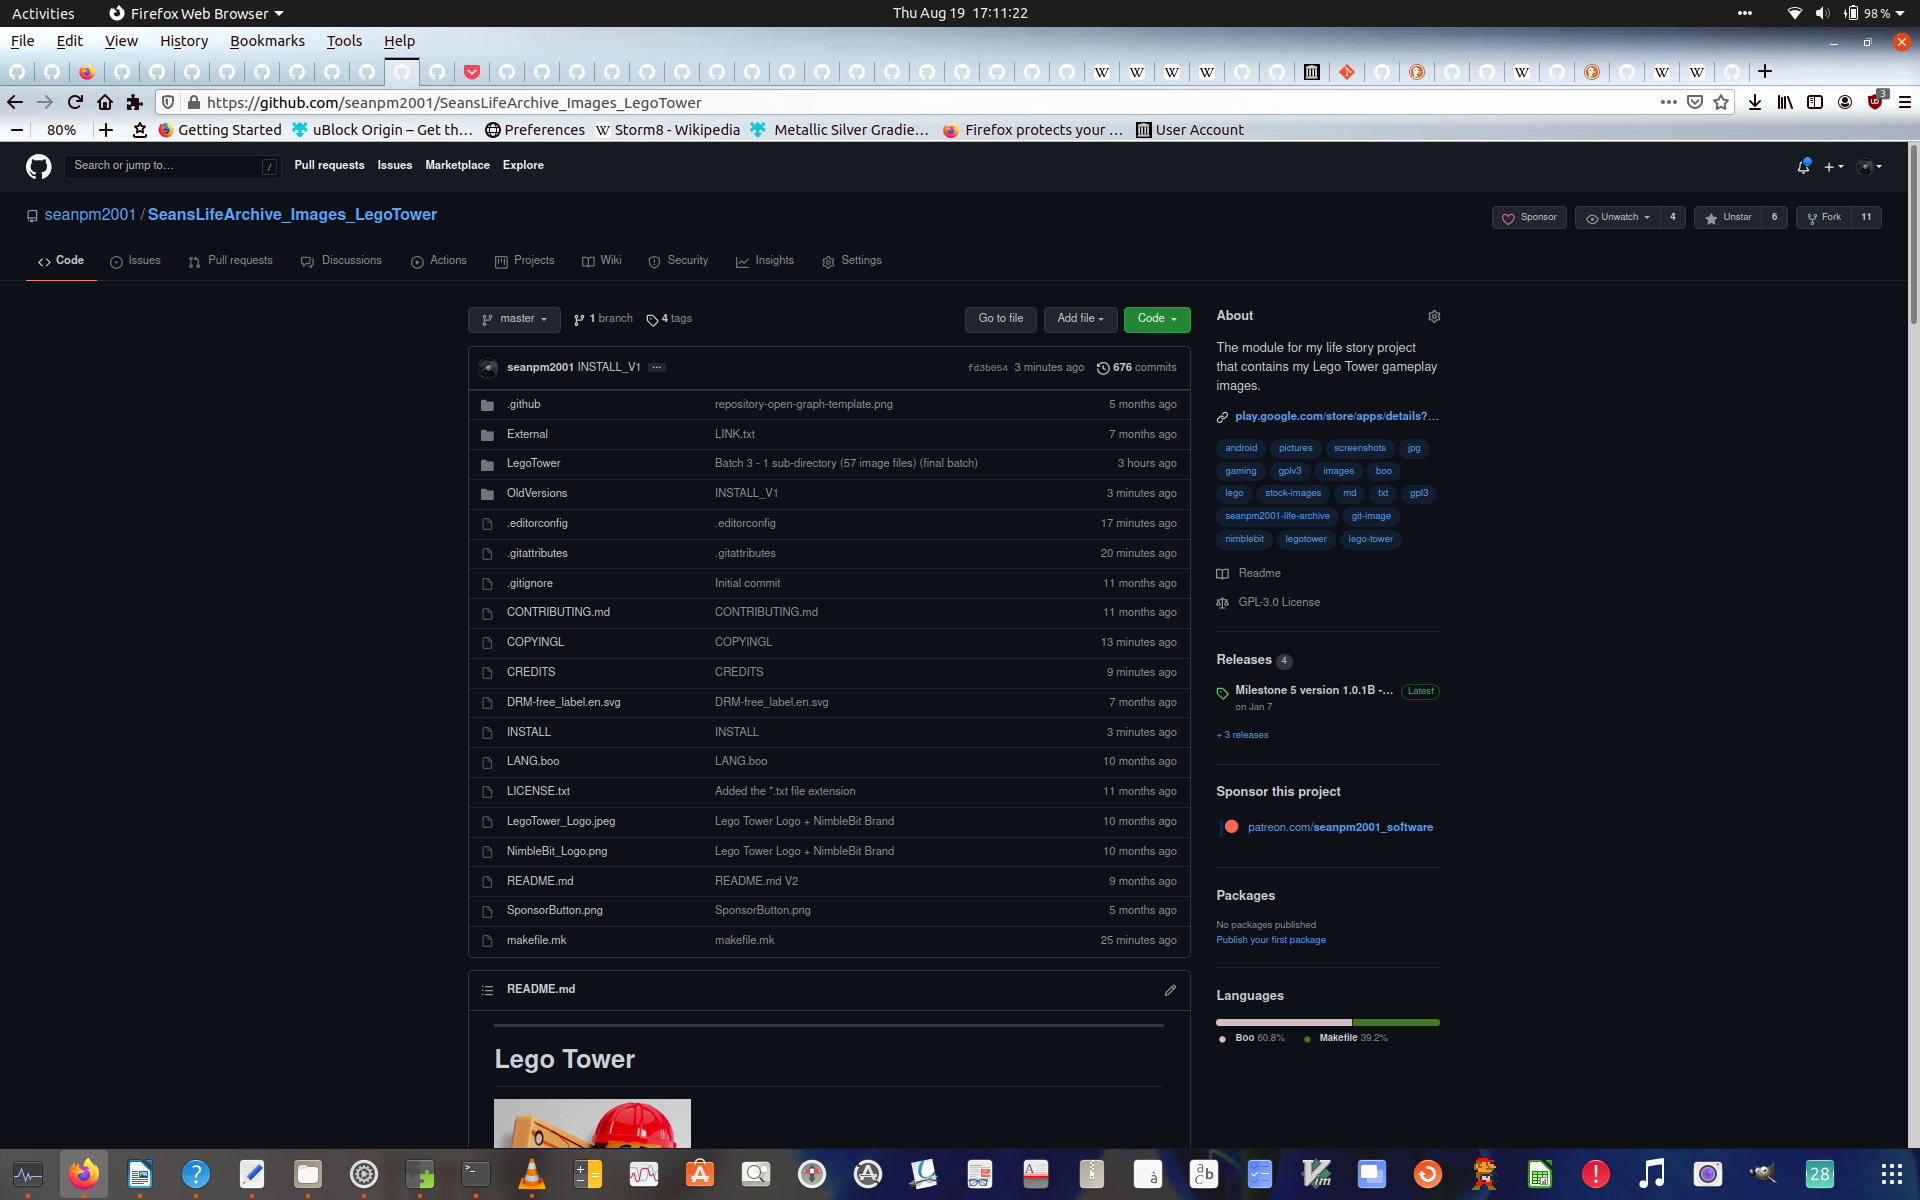 Activities Firefox Web Browser Thu Aug 19 17:11:22 98%
File Edit View History Bookmarks Tools Help
https://github.com/seanpm2001/SeansLifeArchive_Images_LegoTower 3
80% Getting Started uBlock Origin – Get th… Preferences Storm8 - Wikipedia Metallic Silver Gradie… Firefox protects your … User Account
Search or jump to… / Pull requests Issues Marketplace Explore
seanpm2001 / SeansLifeArchive_Images_LegoTower Sponsor Unwatch 4 Unstar 6 Fork 11
Code Issues Pull requests Discussions Actions Projects Wiki Security Insights Settings
master 1 branch 4 tags Go to file Add file Code
seanpm2001 INSTALL_V1 ... fd3b054 3 minutes ago 676 commits
.github repository-open-graph-template.png 5 months ago
External LINK.txt 7 months ago
LegoTower Batch 3 - 1 sub-directory (57 image files) (final batch) 3 hours ago
OldVersions INSTALL_V1 3 minutes ago
.editorconfig .editorconfig 17 minutes ago
.gitattributes .gitattributes 20 minutes ago
.gitignore Initial commit 11 months ago
CONTRIBUTING.md CONTRIBUTING.md 11 months ago
COPYINGL COPYINGL 13 minutes ago
CREDITS CREDITS 9 minutes ago
DRM-free_label.en.svg DRM-free_label.en.svg 7 months ago
INSTALL INSTALL 3 minutes ago
LANG.boo LANG.boo 10 months ago
LICENSE.txt Added the *.txt file extension 11 months ago
LegoTower_Logo.jpeg Lego Tower Logo + NimbleBit Brand 10 months ago
NimbleBit_Logo.png Lego Tower Logo + NimbleBit Brand 10 months ago
README.md README.md V2 9 months ago
SponsorButton.png SponsorButton.png 5 months ago
makefile.mk makefile.mk 25 minutes ago
README.md
Lego Tower
About
The module for my life story project
that contains my Lego Tower gameplay
images.
play.google.com/store/apps/details?…
android pictures screenshots jpg
gaming gplv3 images boo
lego stock-images md txt gpl3
seanpm2001-life-archive git-image
nimblebit legotower lego-tower
Readme
GPL-3.0 License
Releases 4
Milestone 5 version 1.0.1B -… Latest
on Jan 7
+ 3 releases
Sponsor this project
patreon.com/seanpm2001_software
Packages
No packages published
Publish your first package
Languages
Boo 60.8% Makefile 39.2%
28